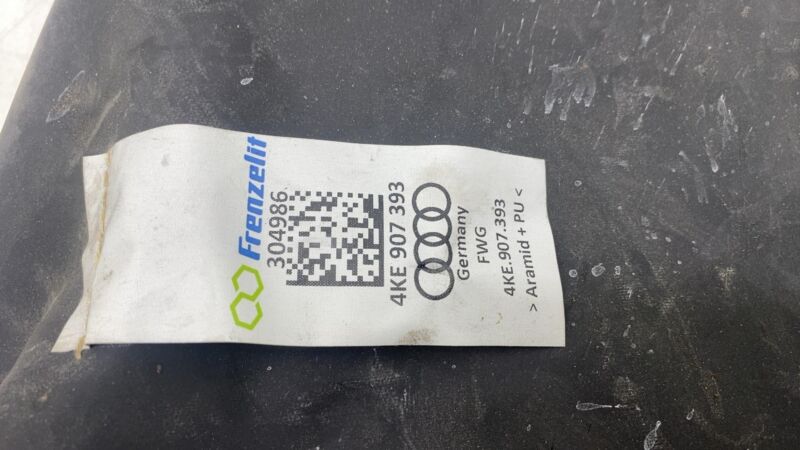 Frenzelit
304986
4KE 907 393
Germany
FWG
4KE.907.393
> Aramid + PU <